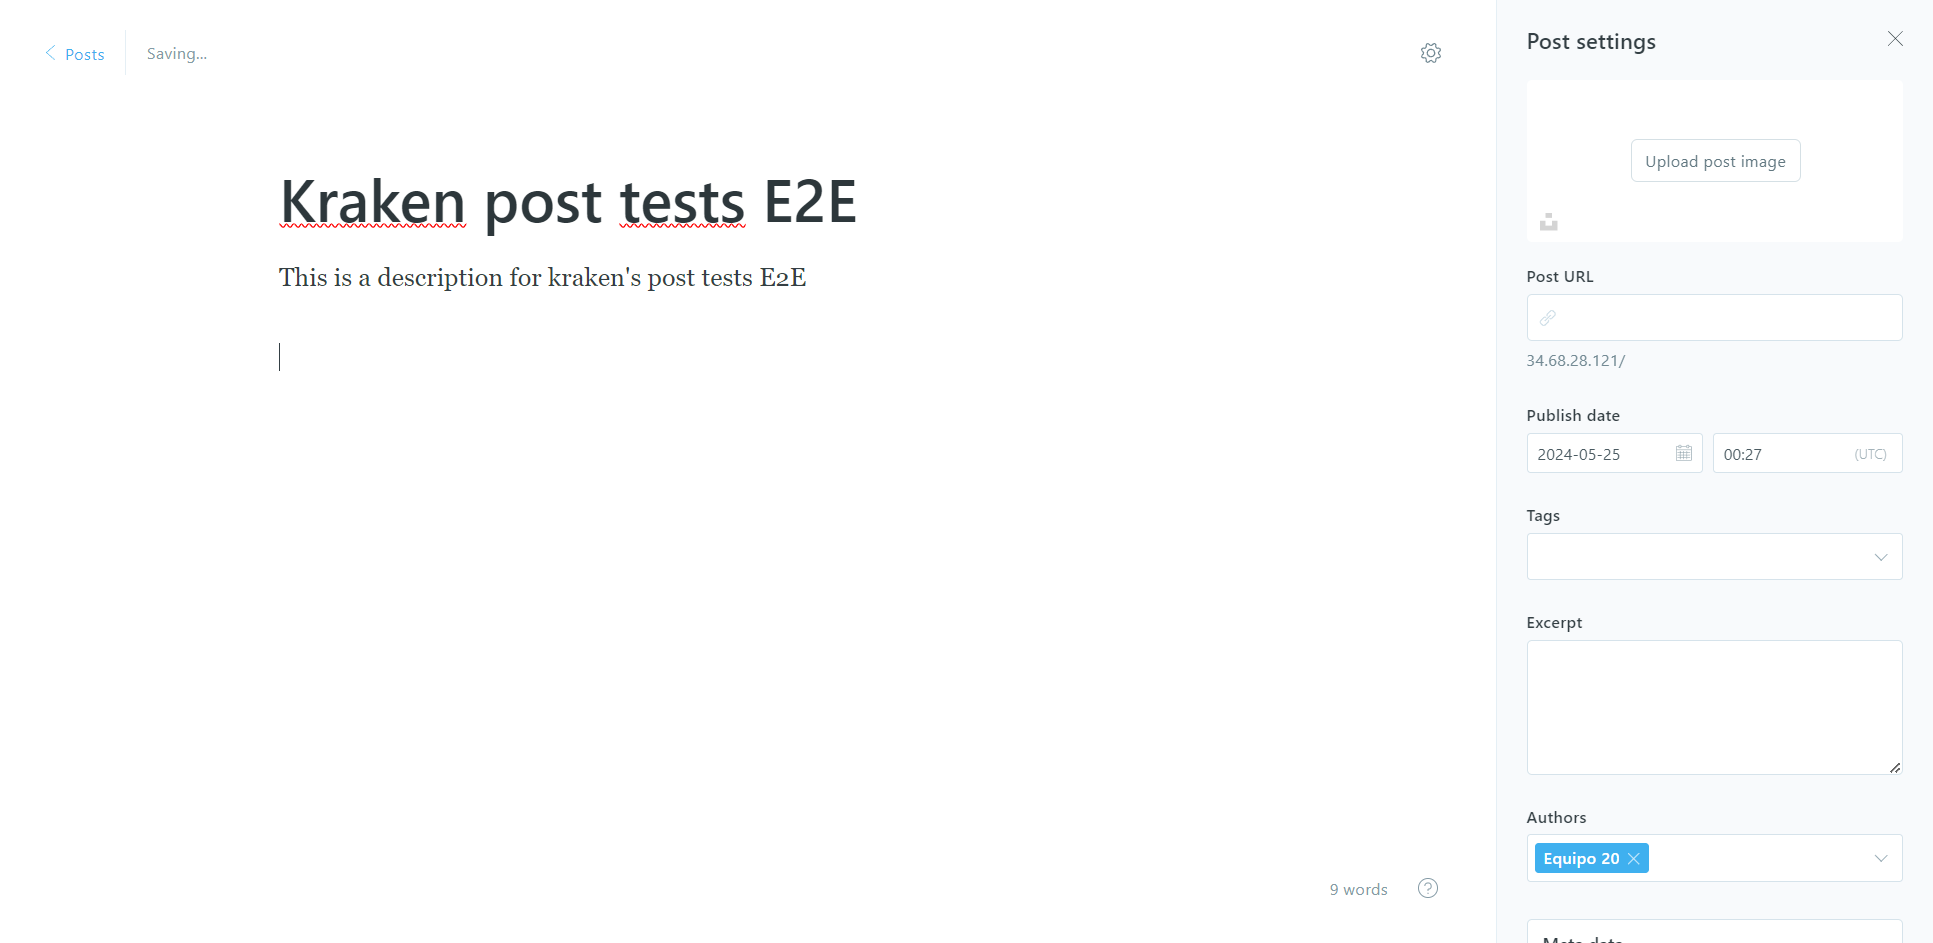 Posts
Saving...
Kraken post tests E2E
This is a description for kraken's post tests E2E
9 words
Post settings
Upload post image
Post URL
34.68.28.121/
Publish date
2024-05-25
00:27 (UTC)
Tags
Excerpt
Authors
Equipo 20
Meta data